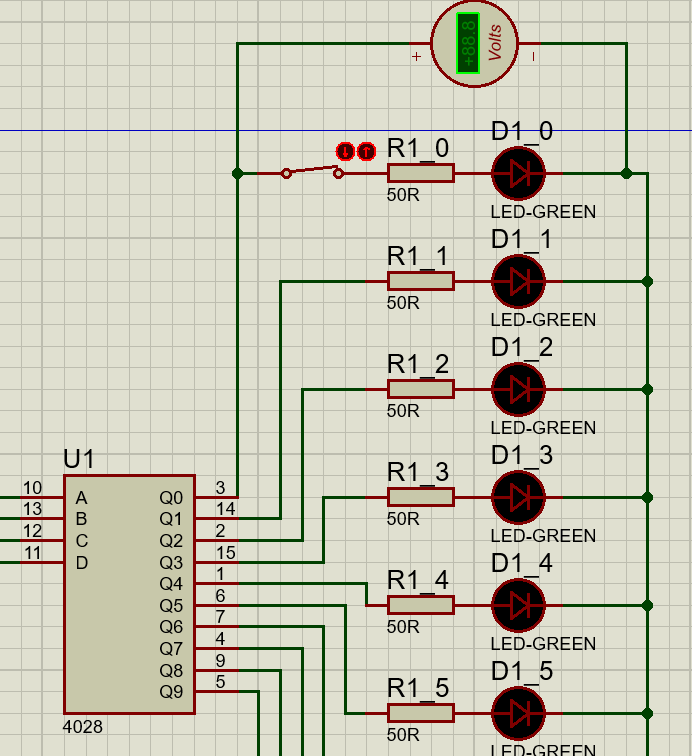 +88.8
Volts
+
−
D1_0
R1_0
50R
LED-GREEN
D1_1
R1_1
50R
LED-GREEN
D1_2
R1_2
50R
LED-GREEN
D1_3
R1_3
50R
LED-GREEN
D1_4
R1_4
50R
LED-GREEN
D1_5
R1_5
50R
LED-GREEN
U1
10 A Q0 3
13 B Q1 14
12 C Q2 2
11 D Q3 15
Q4 1
Q5 6
Q6 7
Q7 4
Q8 9
Q9 5
4028